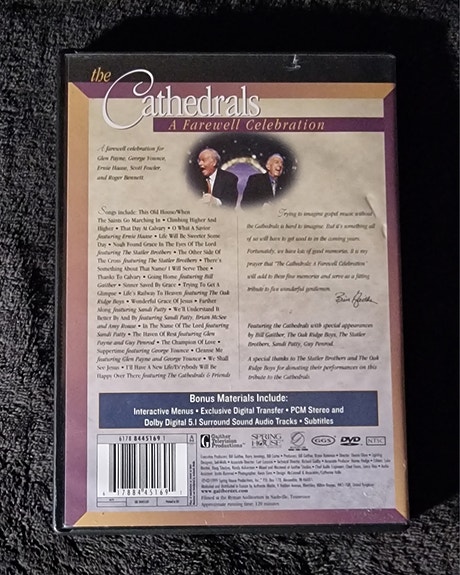 the
Cathedrals
A Farewell Celebration
A farewell celebration for
Glen Payne, George Younce,
Ernie Haase, Scott Fowler
and Roger Bennett.
Songs include: This Old House/When
The Saints Go Marching In • Climbing Higher And
Higher • That Day At Calvary • O What A Savior
featuring Ernie Haase • Life Will Be Sweeter Some
Day • Noah Found Grace In The Eyes Of The Lord
featuring The Statler Brothers • The Other Side Of
The Cross featuring The Statler Brothers • There's
Something About That Name/ I Will Serve Thee •
Thanks To Calvary • Going Home featuring Bill
Gaither • Sinner Saved By Grace • Trying To Get A
Glimpse • Life's Railway To Heaven featuring The Oak
Ridge Boys • Wonderful Grace Of Jesus • Farther
Along featuring Sandi Patty • We'll Understand It
Better By And By featuring Sandi Patty, Brian McSee
and Amy Rouse • In The Name Of The Lord featuring
Sandi Patty • The Haven Of Rest featuring Glen
Payne and Guy Penrod • The Champion Of Love •
Suppertime featuring George Younce • Cleanse Me
featuring Glen Payne and George Younce • We Shall
See Jesus • I'll Have A New Life/Ev'rybody Will Be
Happy Over There featuring The Cathedrals & Friends
Trying to imagine gospel music without
the Cathedrals is hard to imagine. But it's something all
of us will have to get used to in the coming years.
Fortunately, we have lots of good memories. It is my
prayer that "The Cathedrals: A Farewell Celebration"
will add to those fine memories and serve as a fitting
tribute to five wonderful gentlemen.
Bill Gaither
Featuring the Cathedrals with special appearances
by Bill Gaither, The Oak Ridge Boys, The Statler
Brothers, Sandi Patty, Guy Penrod.
A special thanks to The Statler Brothers and The Oak
Ridge Boys for donating their performances on this
tribute to the Cathedrals.
Bonus Materials Include:
Interactive Menus • Exclusive Digital Transfer • PCM Stereo and
Dolby Digital 5.1 Surround Sound Audio Tracks • Subtitles
6178 8445169
Gaither
Television
Productions
SPRING
HOUSE
DVD
VIDEO
NTSC
www.gaithernet.com
Filmed in the Ryman Auditorium in Nashville, Tennessee
Approximate running time: 120 minutes